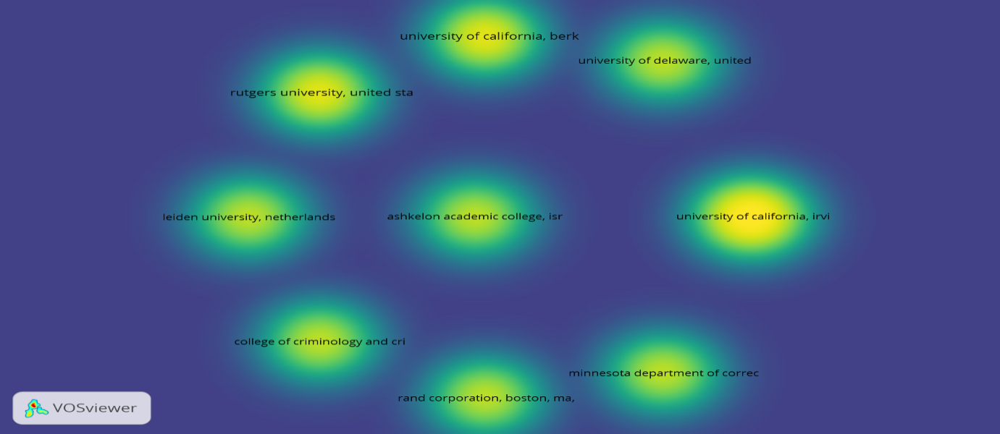 university of california, berk
university of delaware, united
rutgers university, united sta
leiden university, netherlands
ashkelon academic college, isr
university of california, irvi
college of criminology and cri
minnesota department of correc
rand corporation, boston, ma,
VOSviewer